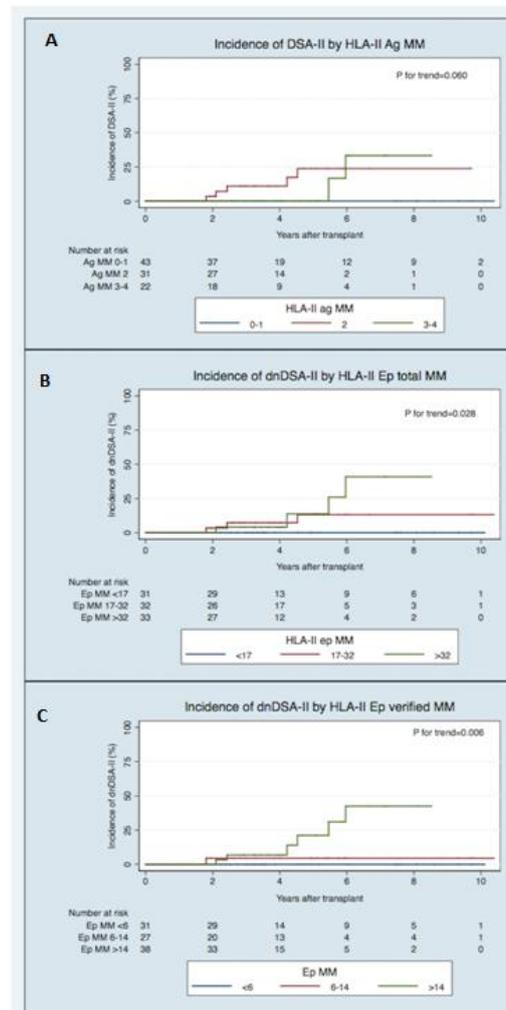 A
Incidence of DSA-II by HLA-II Ag MM
P for trend=0.060
Incidence of DSA-II (%)
100
75
50
25
0
0 2 4 6 8 10
Years after transplant
Number at risk
Ag MM 0-1 43 37 19 12 9 2
Ag MM 2 31 27 14 2 1 0
Ag MM 3-4 22 18 9 4 1 0
HLA-II ag MM
0-1 2 3-4
B
Incidence of dnDSA-II by HLA-II Ep total MM
P for trend=0.028
Incidence of dnDSA-II (%)
100
75
50
25
0
0 2 4 6 8 10
Years after transplant
Number at risk
Ep MM <17 31 29 13 9 6 1
Ep MM 17-32 32 26 17 5 3 1
Ep MM >32 33 27 12 4 2 0
HLA-II ep MM
<17 17-32 >32
C
Incidence of dnDSA-II by HLA-II Ep verified MM
P for trend=0.006
Incidence of dnDSA-II (%)
100
75
50
25
0
0 2 4 6 8 10
Years after transplant
Number at risk
Ep MM <6 31 29 14 9 5 1
Ep MM 6-14 27 20 13 4 4 1
Ep MM >14 38 33 15 5 2 0
Ep MM
<6 6-14 >14